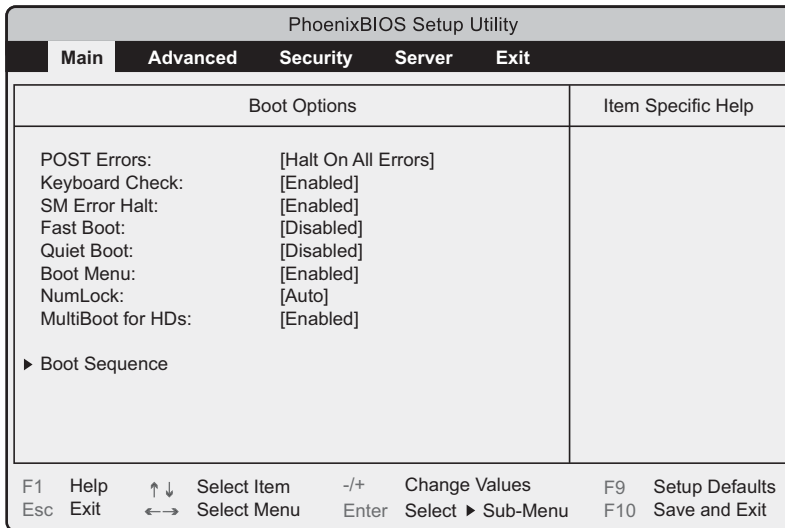 PhoenixBIOS Setup Utility
Main Advanced Security Server Exit
Boot Options Item Specific Help
POST Errors: [Halt On All Errors]
Keyboard Check: [Enabled]
SM Error Halt: [Enabled]
Fast Boot: [Disabled]
Quiet Boot: [Disabled]
Boot Menu: [Enabled]
NumLock: [Auto]
MultiBoot for HDs: [Enabled]
▶ Boot Sequence
F1 Help ↑↓ Select Item -/+ Change Values F9 Setup Defaults
Esc Exit ←→ Select Menu Enter Select ▶ Sub-Menu F10 Save and Exit